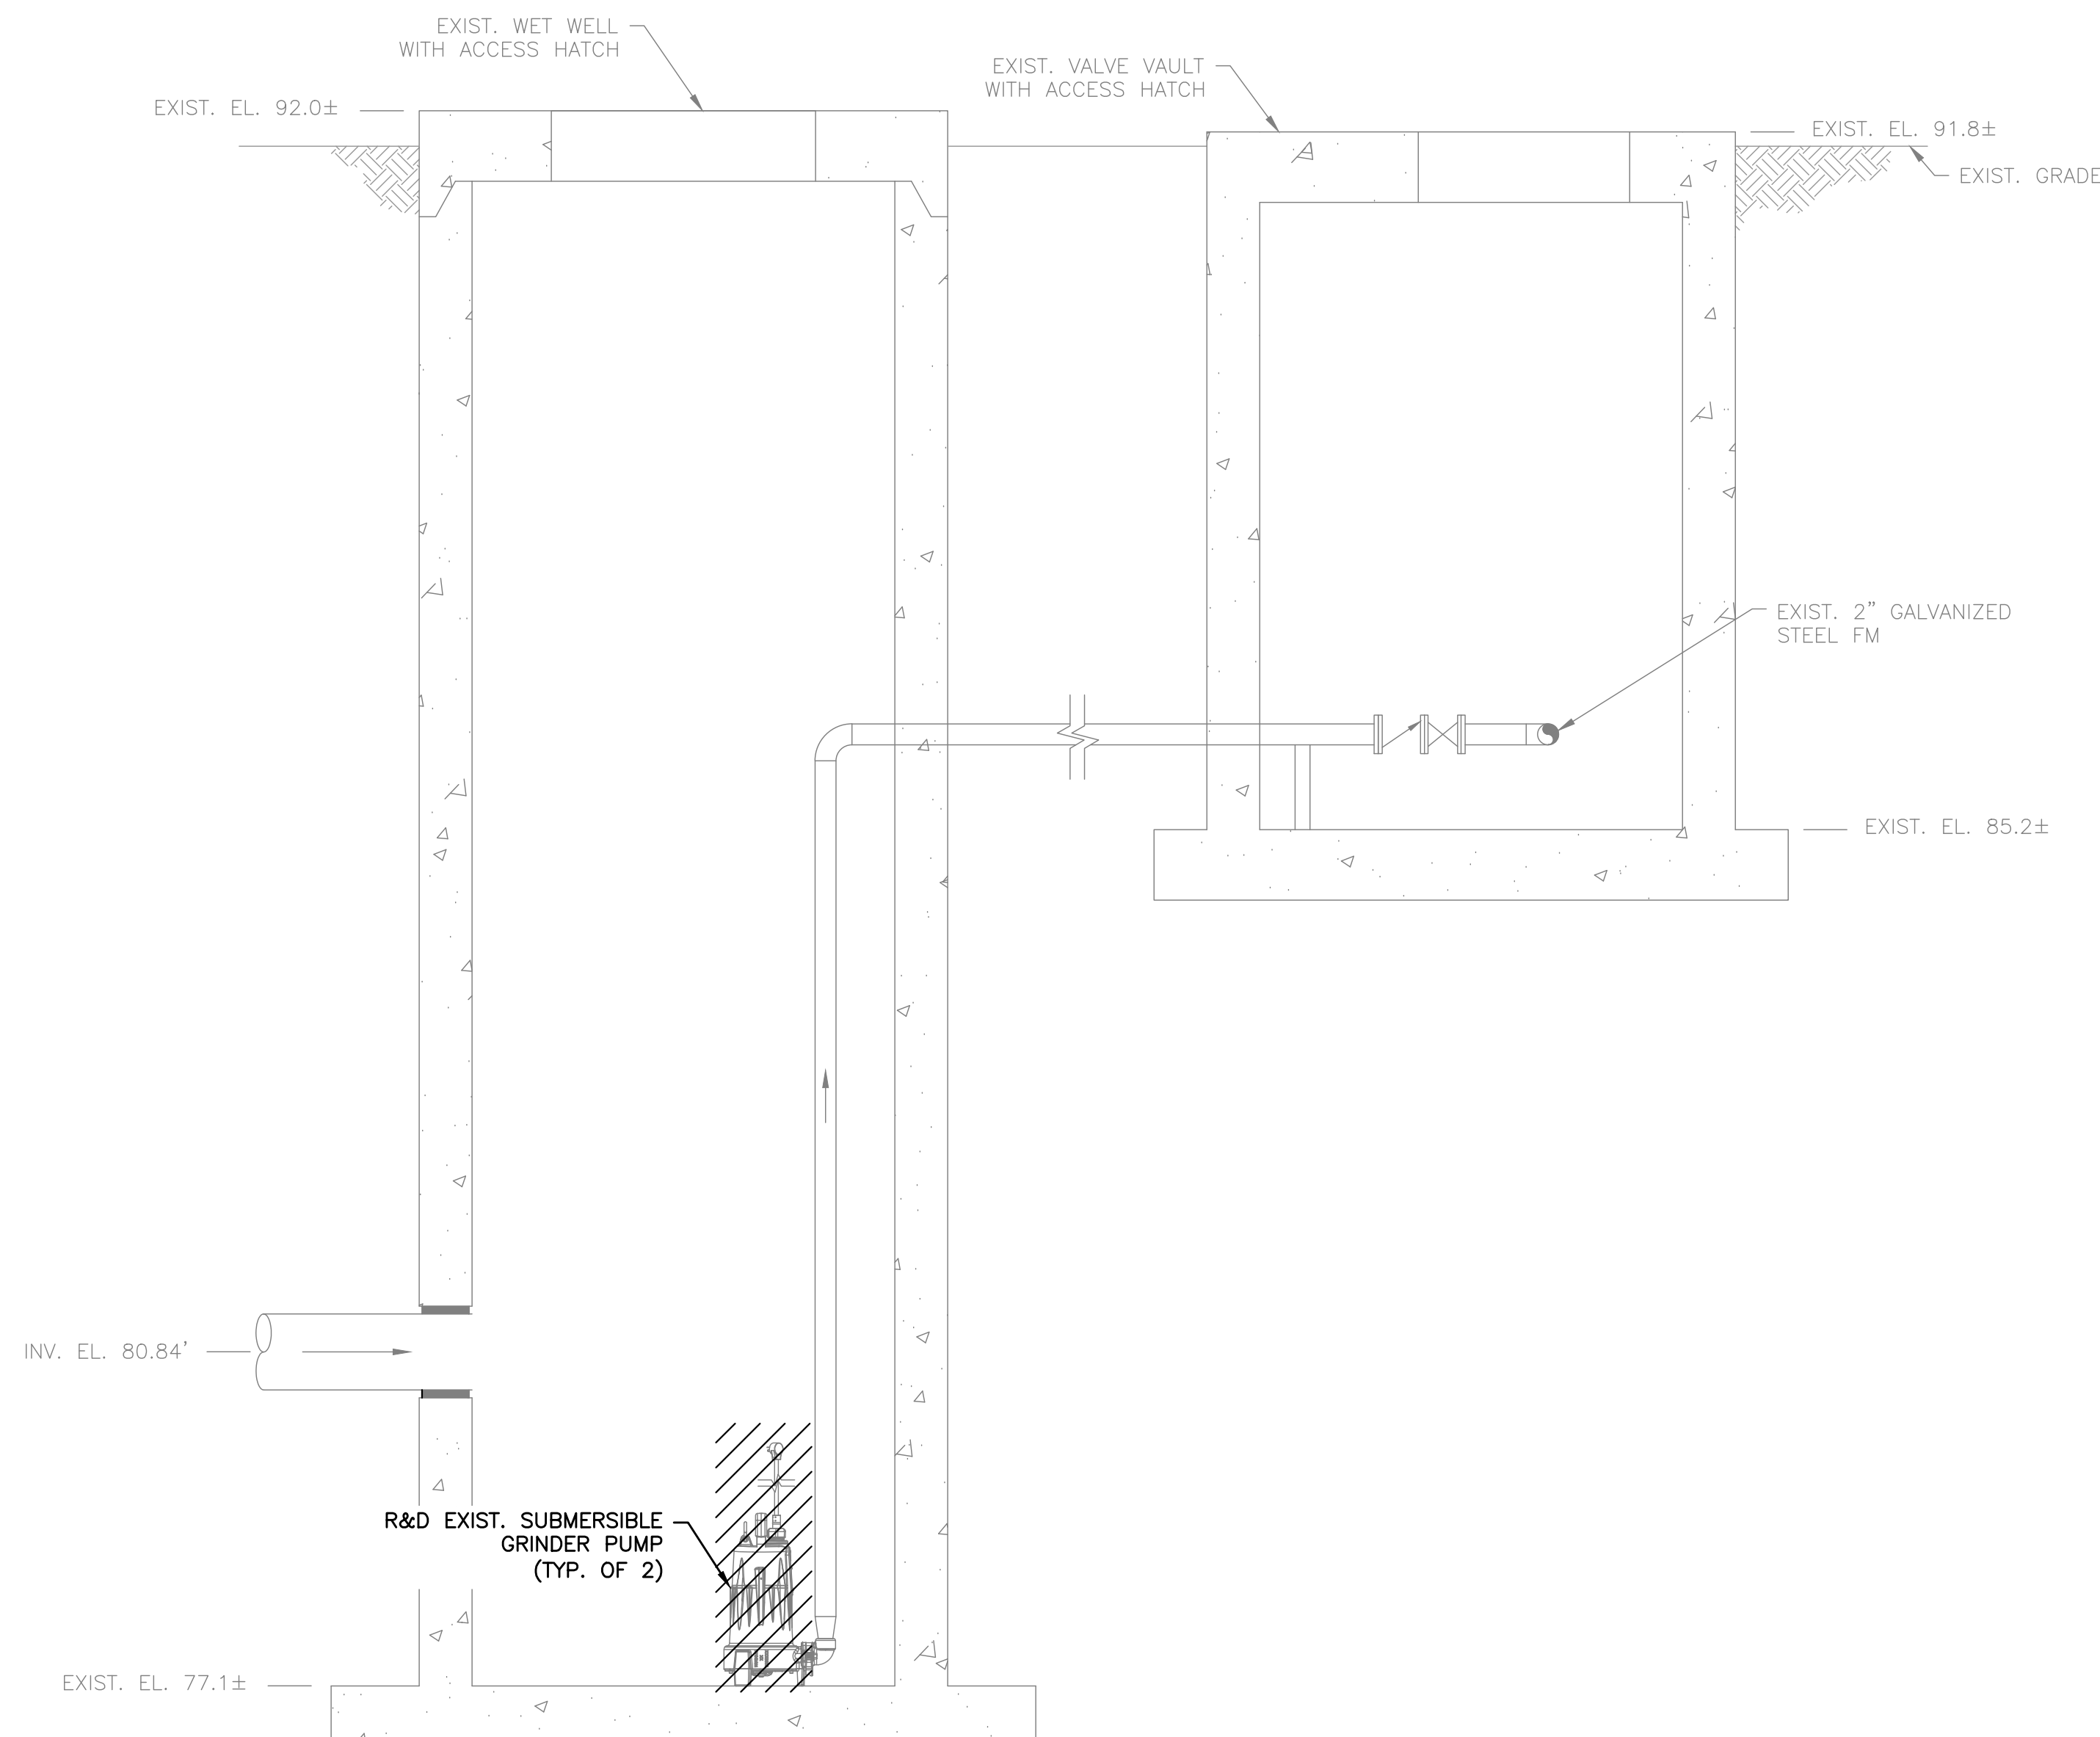 EXIST. WET WELL
WITH ACCESS HATCH
EXIST. VALVE VAULT
WITH ACCESS HATCH
EXIST. EL. 92.0±
EXIST. EL. 91.8±
EXIST. GRADE
EXIST. 2" GALVANIZED
STEEL FM
EXIST. EL. 85.2±
INV. EL. 80.84'
R&D EXIST. SUBMERSIBLE
GRINDER PUMP
(TYP. OF 2)
EXIST. EL. 77.1±